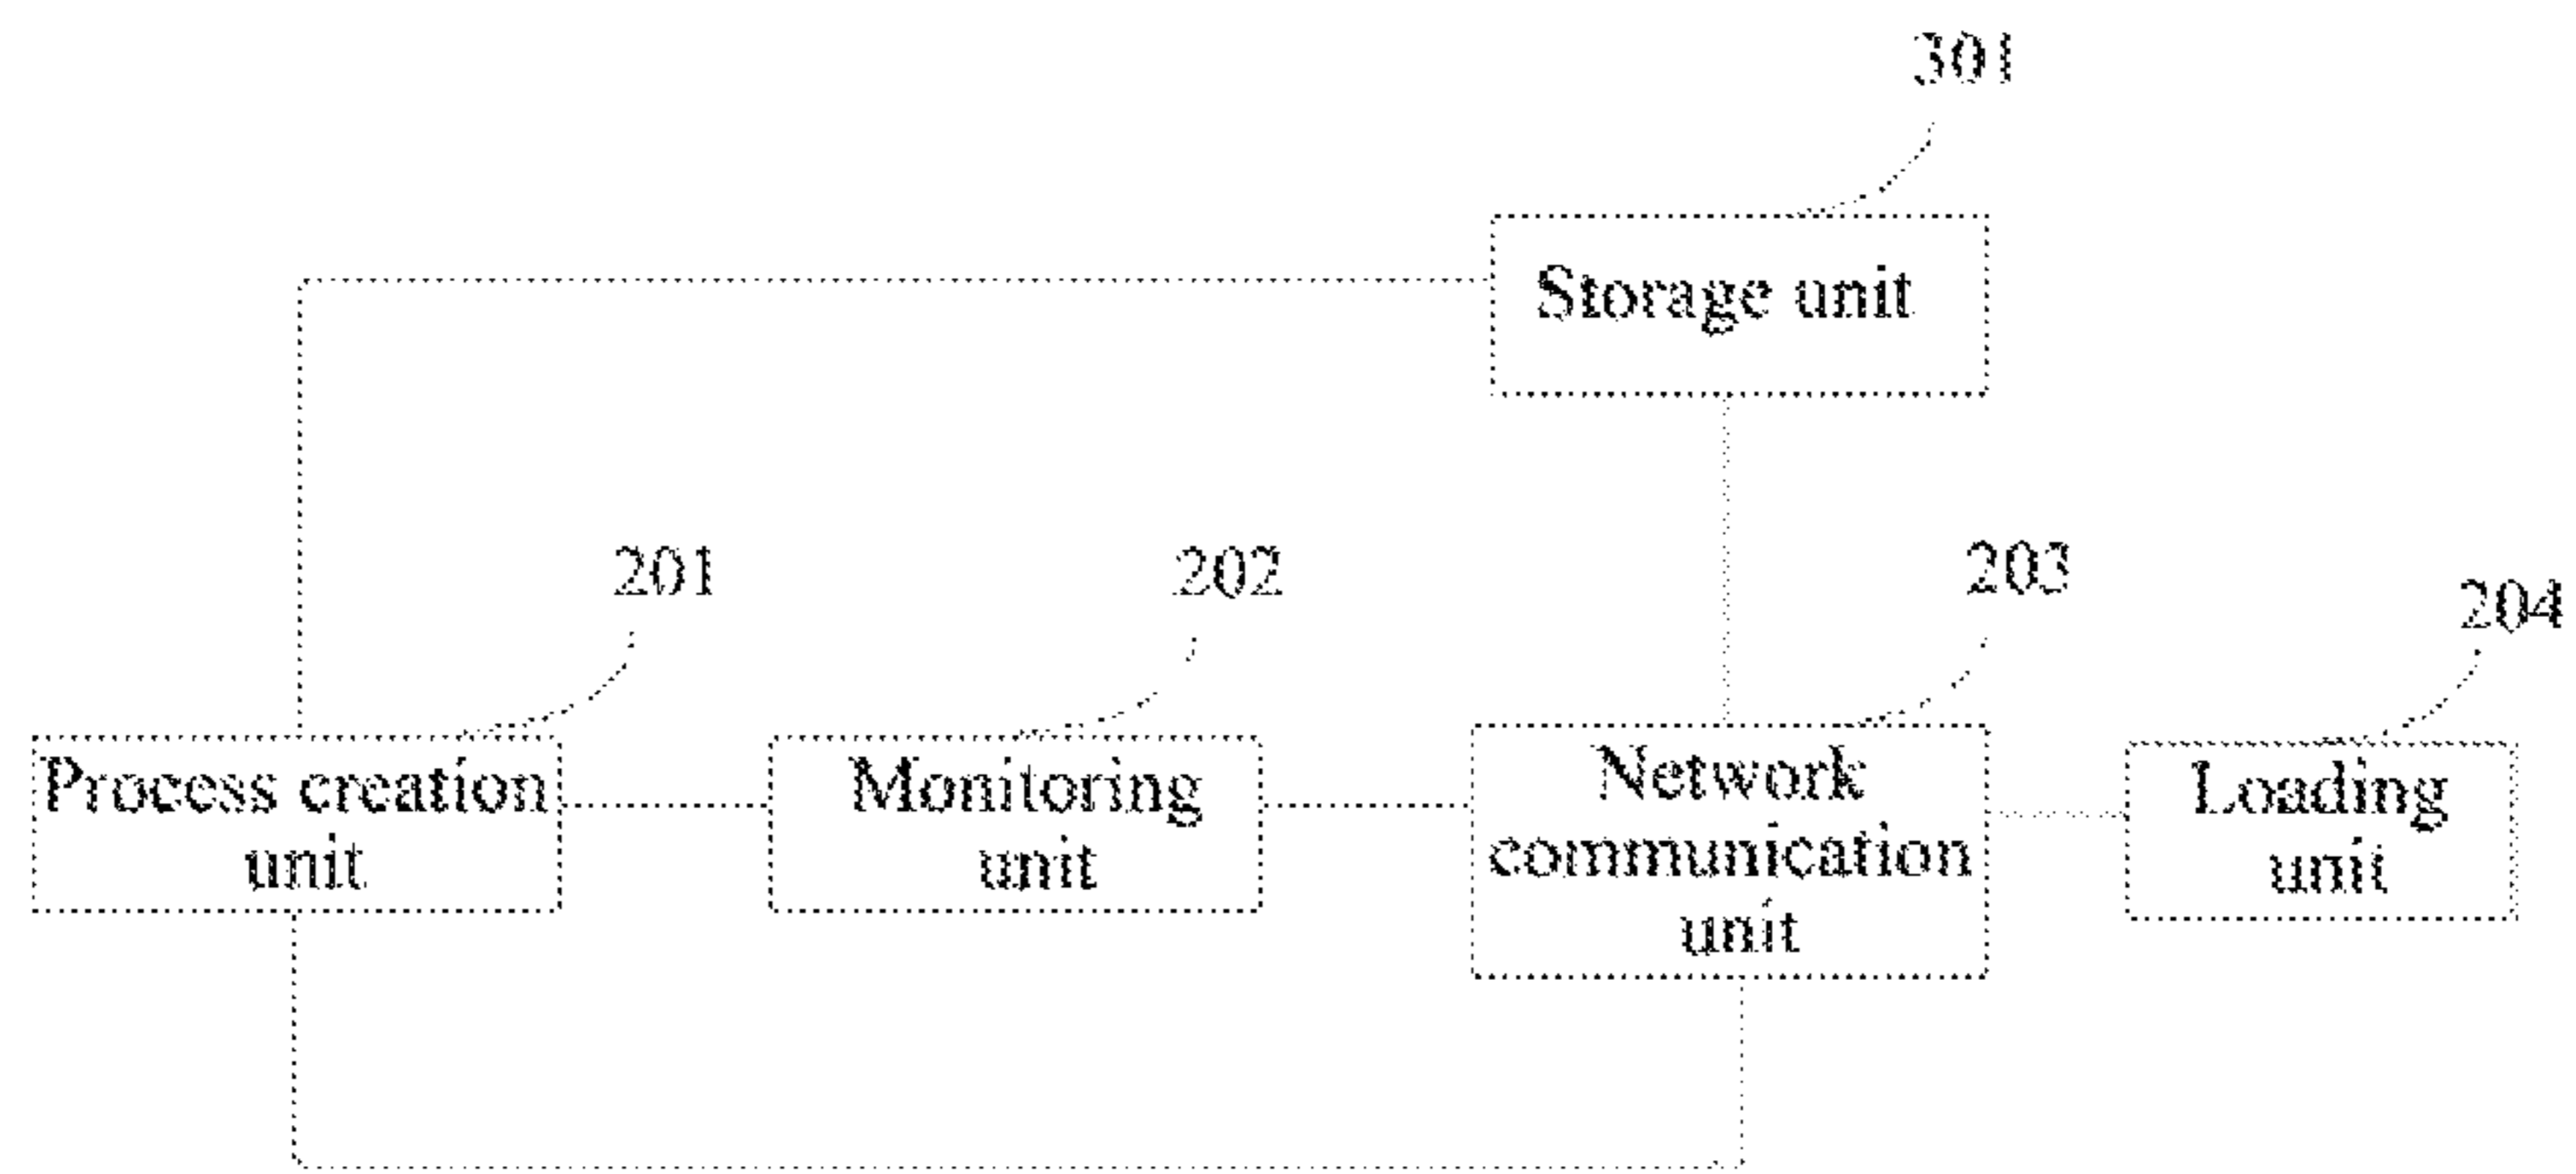 301
Storage unit
201
202
203
204
Process creation
unit
Monitoring
unit
Network
communication
unit
Loading
unit